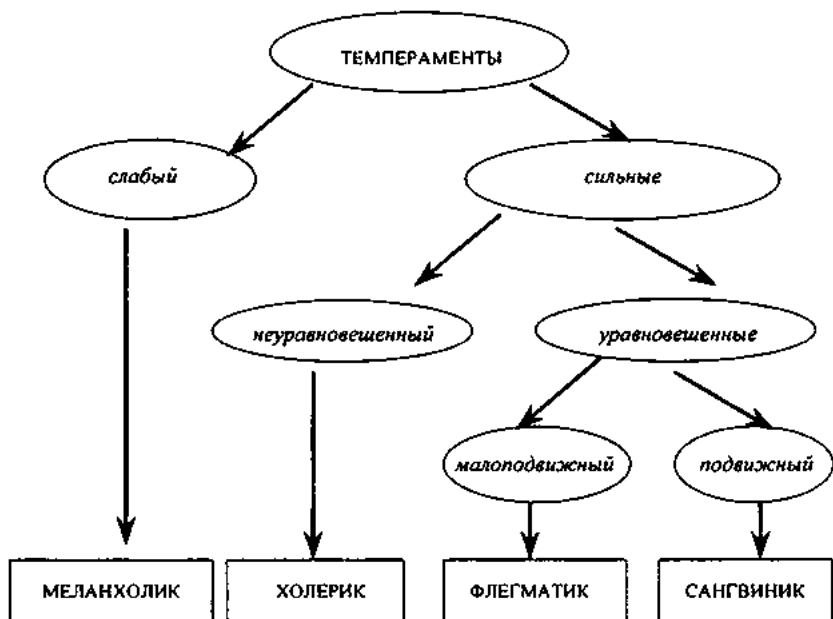 ТЕМПЕРАМЕНТЫ
слабый
сильные
неуравновешенный
уравновешенные
малоподвижный
подвижный
МЕЛАНХОЛИК
ХОЛЕРИК
ФЛЕГМАТИК
САНГВИНИК